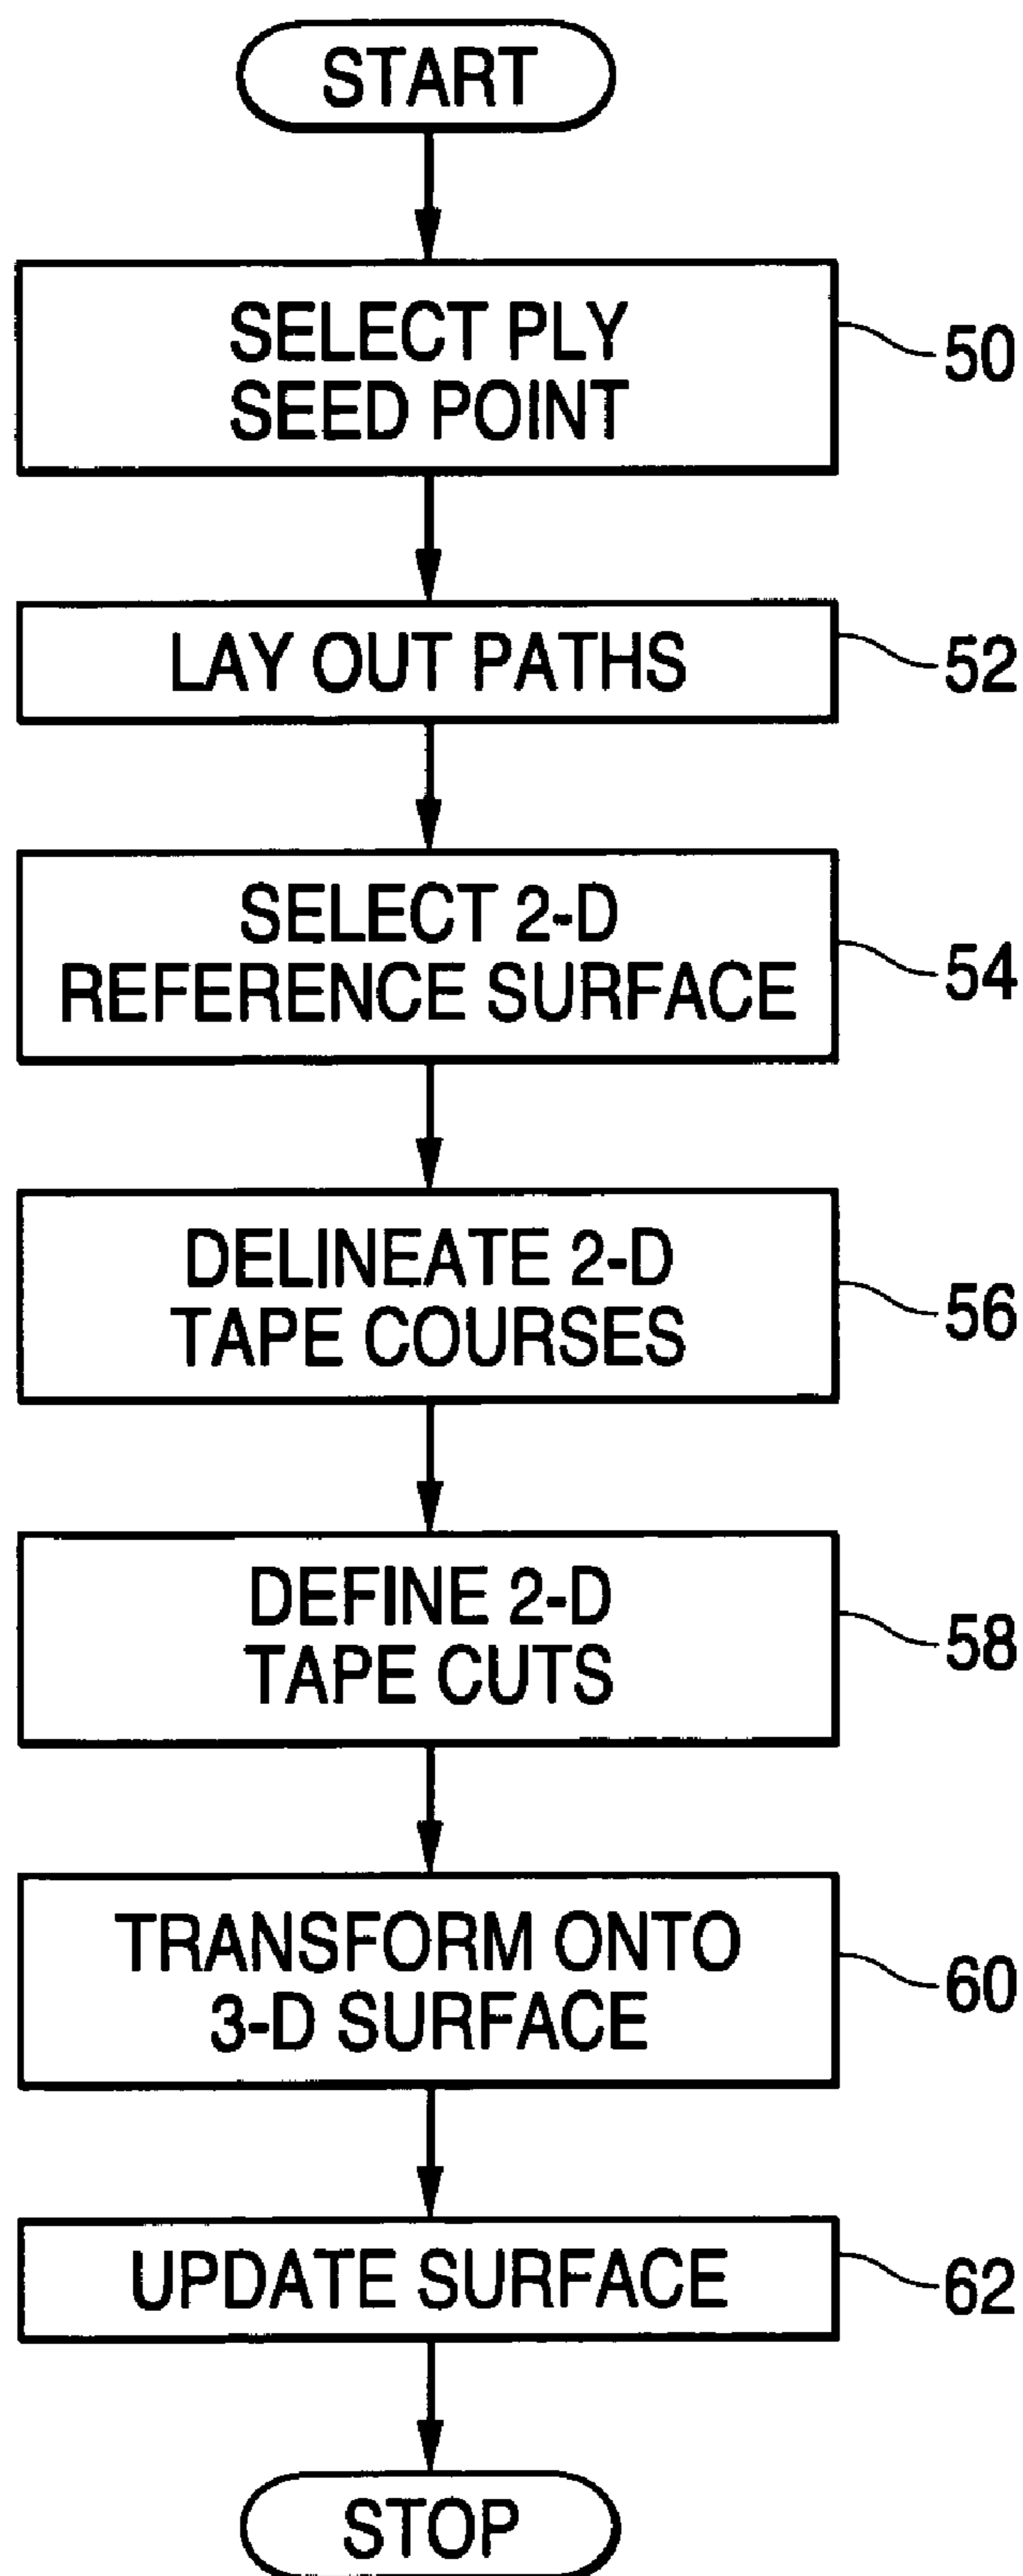 START
SELECT PLY
SEED POINT
50
LAY OUT PATHS
52
SELECT 2-D
REFERENCE SURFACE
54
DELINEATE 2-D
TAPE COURSES
56
DEFINE 2-D
TAPE CUTS
58
TRANSFORM ONTO
3-D SURFACE
60
UPDATE SURFACE
62
STOP